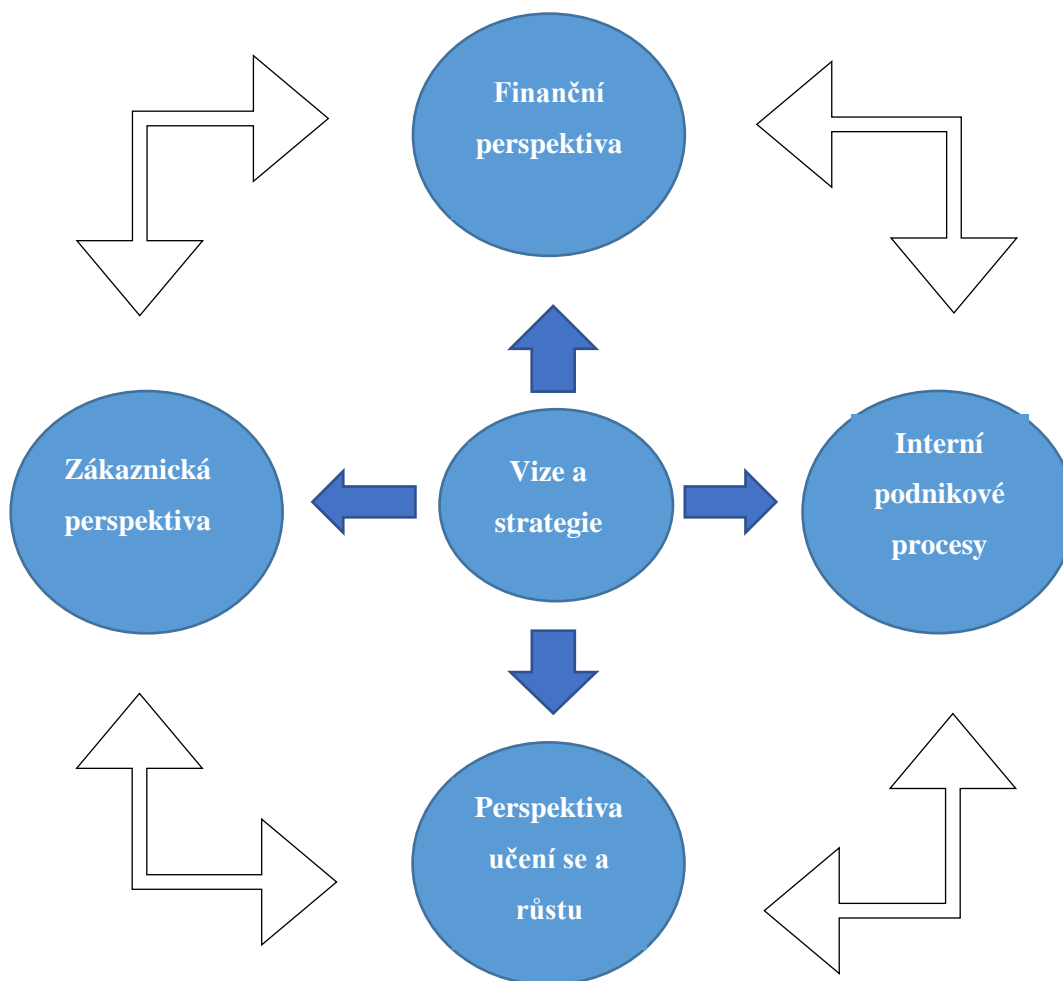 Finanční
perspektiva
Zákaznická
perspektiva
Vize a
strategie
Interní
podnikové
procesy
Perspektiva
učení se a
růstu